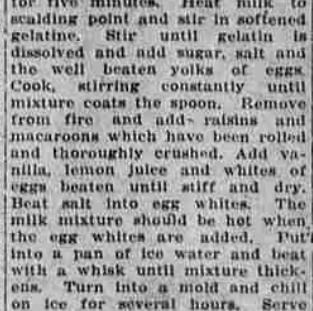 for five minutes. Heat milk to
scalding point and stir in softened
gelatine. Stir until gelatin is
dissolved and add sugar, salt and
the well beaten yolks of eggs.
Cook, stirring constantly until
mixture coats the spoon. Remove
from fire and add raisins and
macaroons which have been rolled
and thoroughly crushed. Add va-
nilla, lemon juice and whites of
eggs beaten until stiff and dry.
Beat salt into egg whites. The
milk mixture should be hot when
the egg whites are added. Put
into a pan of ice water and beat
with a whisk until mixture thick-
ens. Turn into a mold and chill
on ice for several hours. Serve